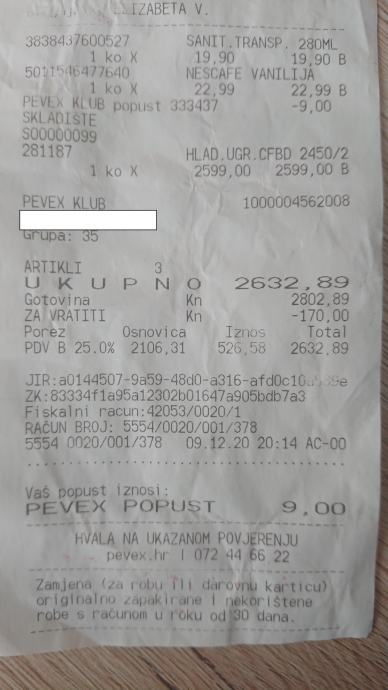 ELIZABETA V.
3838437600527 SANIT.TRANSP. 280ML
1 ko X 19,90 19,90 B
5011546477640 NESCAFE VANILIJA
1 ko X 22,99 22,99 B
PEVEX KLUB popust 333437 -9,00
SKLADIŠTE
S00000099
281187 HLAD.UGR.CFBD 2450/2
1 ko X 2599,00 2599,00 B
PEVEX KLUB 1000004562008
Grupa: 35
ARTIKLI 3
U K U P N O 2632,89
Gotovina Kn 2802,89
ZA VRATITI Kn -170,00
Porez Osnovica Iznos Total
PDV B 25.0% 2106,31 526,58 2632,89
ZK:83334f1a95a12302b01647a905bdb7a3
Fiskalni racun:42053/0020/1
RAČUN BROJ: 5554/0020/001/378
5554 0020/001/378 09.12.20 20:14 AC-00
Vaš popust iznosi:
PEVEX POPUST 9,00
HVALA NA UKAZANOM POVJERENJU
pevex.hr | 072 44 66 22
Zamjena (za robu ili darovnu karticu)
originalno zapakirane i nekorištene
robe s računom u roku od 30 dana.